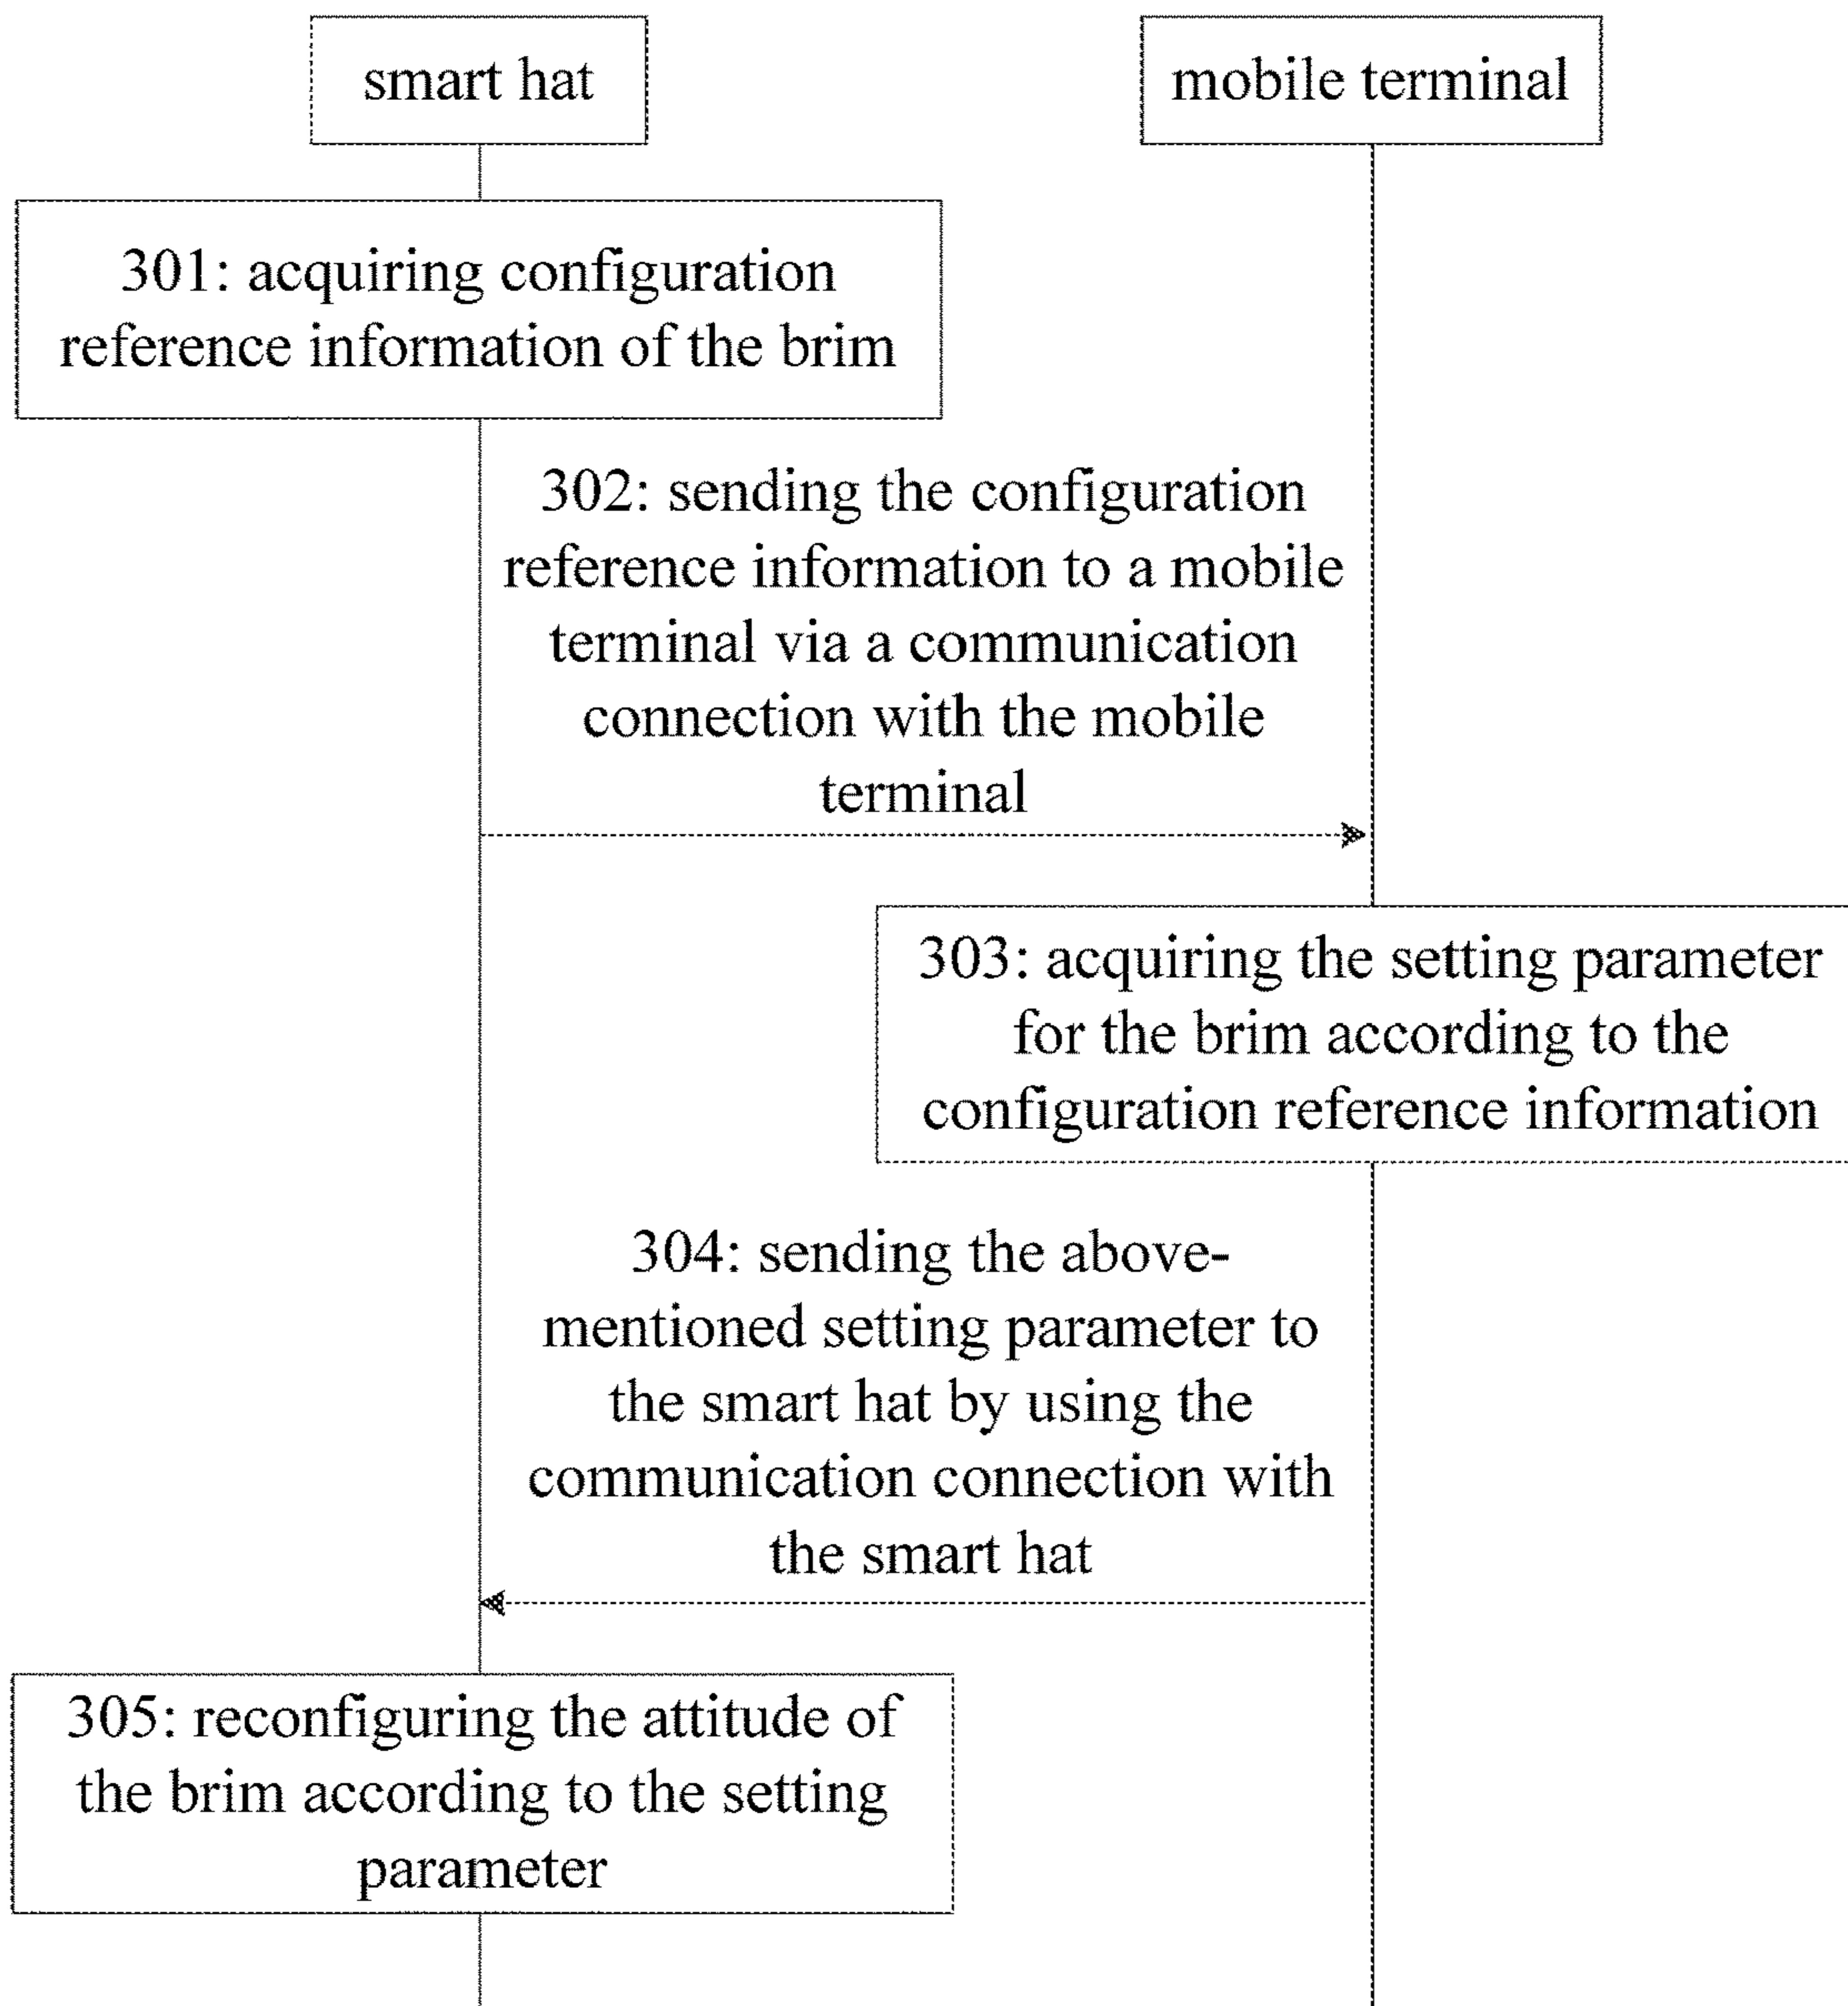 smart hat
mobile terminal
301: acquiring configuration
reference information of the brim
302: sending the configuration
reference information to a mobile
terminal via a communication
connection with the mobile
terminal
303: acquiring the setting parameter
for the brim according to the
configuration reference information
304: sending the above-
mentioned setting parameter to
the smart hat by using the
communication connection with
the smart hat
305: reconfiguring the attitude of
the brim according to the setting
parameter